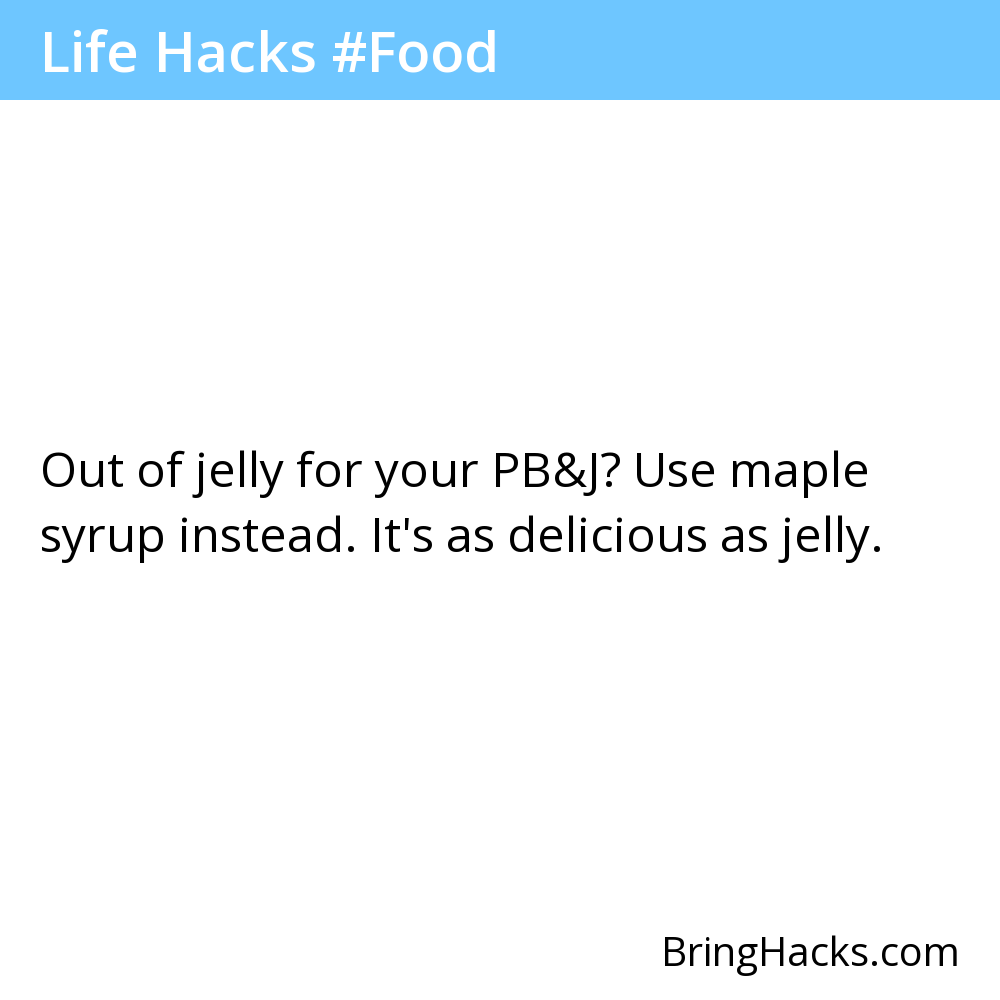 Life Hacks #Food
Out of jelly for your PB&J? Use maple
syrup instead. It's as delicious as jelly.
BringHacks.com